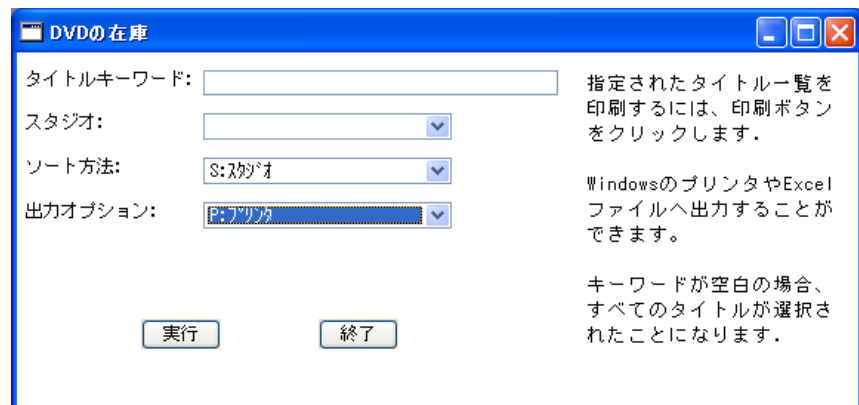 DVDの在庫
タイトルキーワード:
スタジオ:
ソート方法:
S:ｽﾀｼﾞｵ
出力オプション:
P:ﾌﾟﾘﾝﾀ
実行
終了
指定されたタイトル一覧を
印刷するには、印刷ボタン
をクリックします.
WindowsのプリンタやExcel
ファイルへ出力することが
できます。
キーワードが空白の場合、
すべてのタイトルが選択さ
れたことになります.